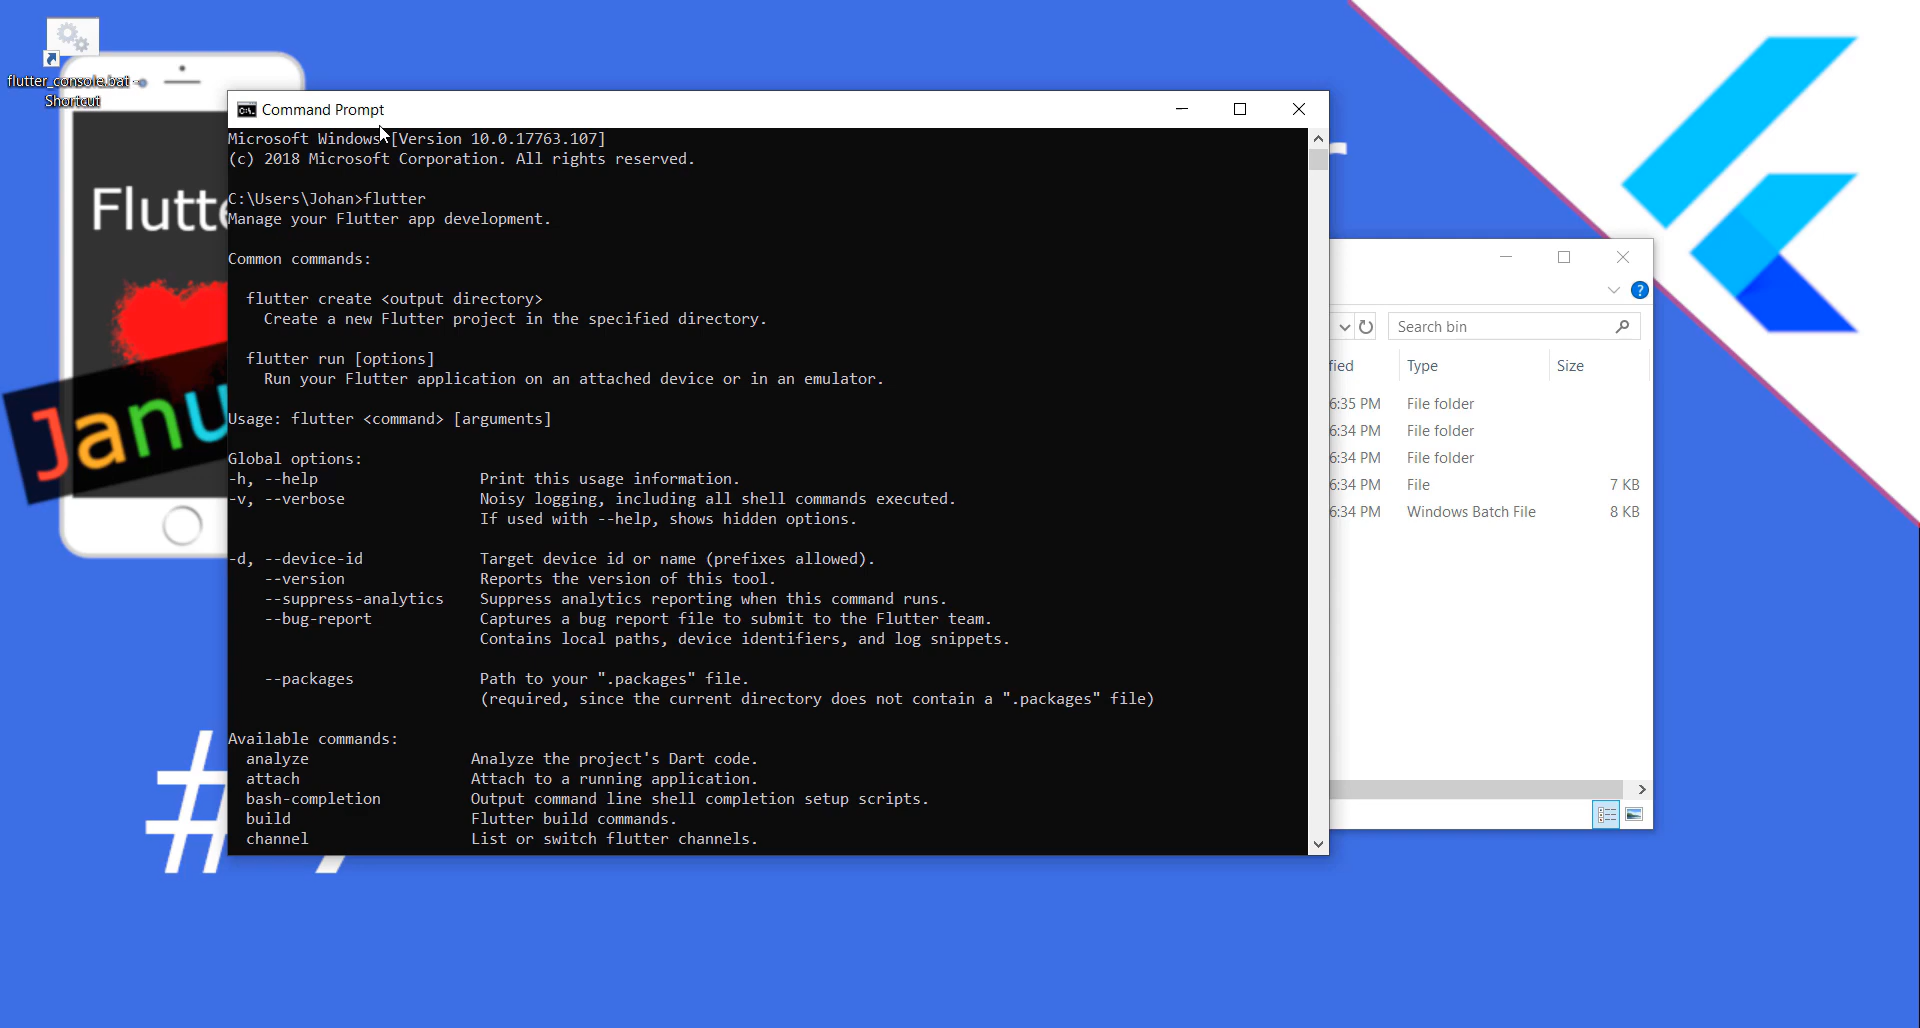 flutter_console.bat -
Shortcut
Flutte
Janu
#
Command Prompt
Microsoft Windows [Version 10.0.17763.107]
(c) 2018 Microsoft Corporation. All rights reserved.
C:\Users\Johan>flutter
Manage your Flutter app development.
Common commands:
flutter create <output directory>
Create a new Flutter project in the specified directory.
flutter run [options]
Run your Flutter application on an attached device or in an emulator.
Usage: flutter <command> [arguments]
Global options:
-h, --help Print this usage information.
-v, --verbose Noisy logging, including all shell commands executed.
If used with --help, shows hidden options.
-d, --device-id Target device id or name (prefixes allowed).
--version Reports the version of this tool.
--suppress-analytics Suppress analytics reporting when this command runs.
--bug-report Captures a bug report file to submit to the Flutter team.
Contains local paths, device identifiers, and log snippets.
--packages Path to your ".packages" file.
(required, since the current directory does not contain a ".packages" file)
Available commands:
analyze Analyze the project's Dart code.
attach Attach to a running application.
bash-completion Output command line shell completion setup scripts.
build Flutter build commands.
channel List or switch flutter channels.
Search bin
fied Type Size
6:35 PM File folder
6:34 PM File folder
6:34 PM File folder
6:34 PM File 7 KB
6:34 PM Windows Batch File 8 KB